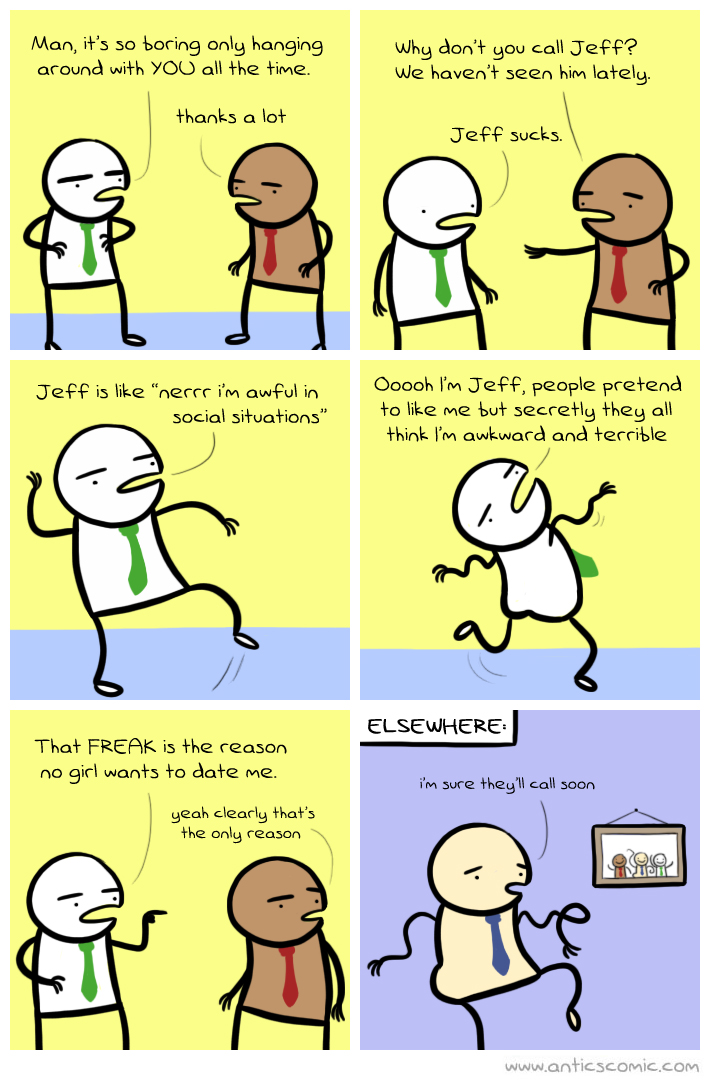 Man, it's so boring only hanging
around with YOU all the time.
thanks a lot
Why don't you call Jeff?
We haven't seen him lately.
Jeff sucks.
Jeff is like "nerrr i'm awful in
social situations"
Ooooh I'm Jeff, people pretend
to like me but secretly they all
think I'm awkward and terrible
That FREAK is the reason
no girl wants to date me.
yeah clearly that's
the only reason
ELSEWHERE:
i'm sure they'll call soon
www.anticscomic.com